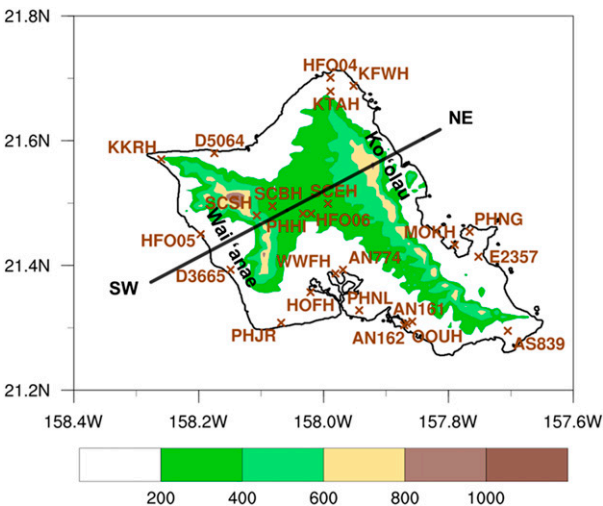 21.8N
HFO04
KFWH
KTAH
NE
21.6N
D5064
KKRH
Ko'olau
SCBH
SCEH
SCSH
PHHI
HFO06
Wai'anae
PHNG
MOKH
HFO05
E2357
21.4N
WWFH
AN774
D3665
SW
HOFH
PHNL
AN161
PHJR
AN162
OOUH
AS839
21.2N
158.4W 158.2W 158.0W 157.8W 157.6W
200 400 600 800 1000